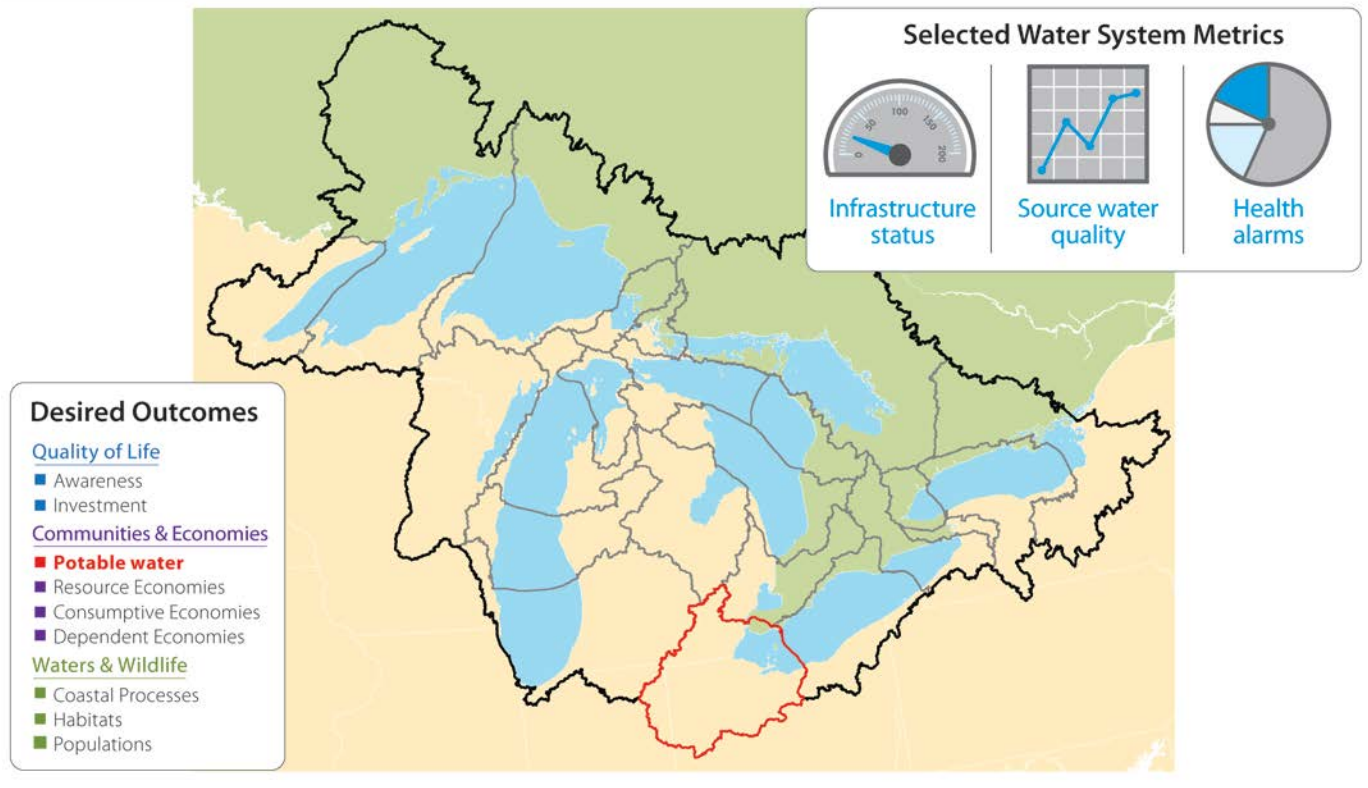 Selected Water System Metrics
0
50
100
150
200
Infrastructure
status
Source water
quality
Health
alarms
Desired Outcomes
Quality of Life
Awareness
Investment
Communities & Economies
Potable water
Resource Economies
Consumptive Economies
Dependent Economies
Waters & Wildlife
Coastal Processes
Habitats
Populations